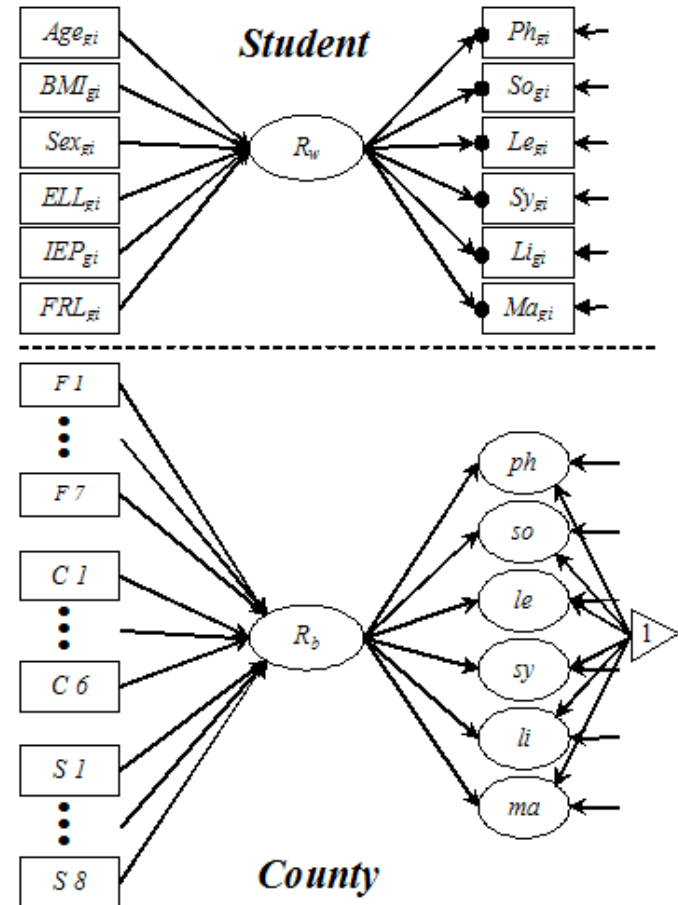 Student
Age_gi
BMI_gi
Sex_gi
ELL_gi
IEP_gi
FRL_gi
R_w
Ph_gi
So_gi
Le_gi
Sy_gi
Li_gi
Ma_gi
F 1
F 7
C 1
C 6
S 1
S 8
R_b
ph
so
le
sy
li
ma
1
County